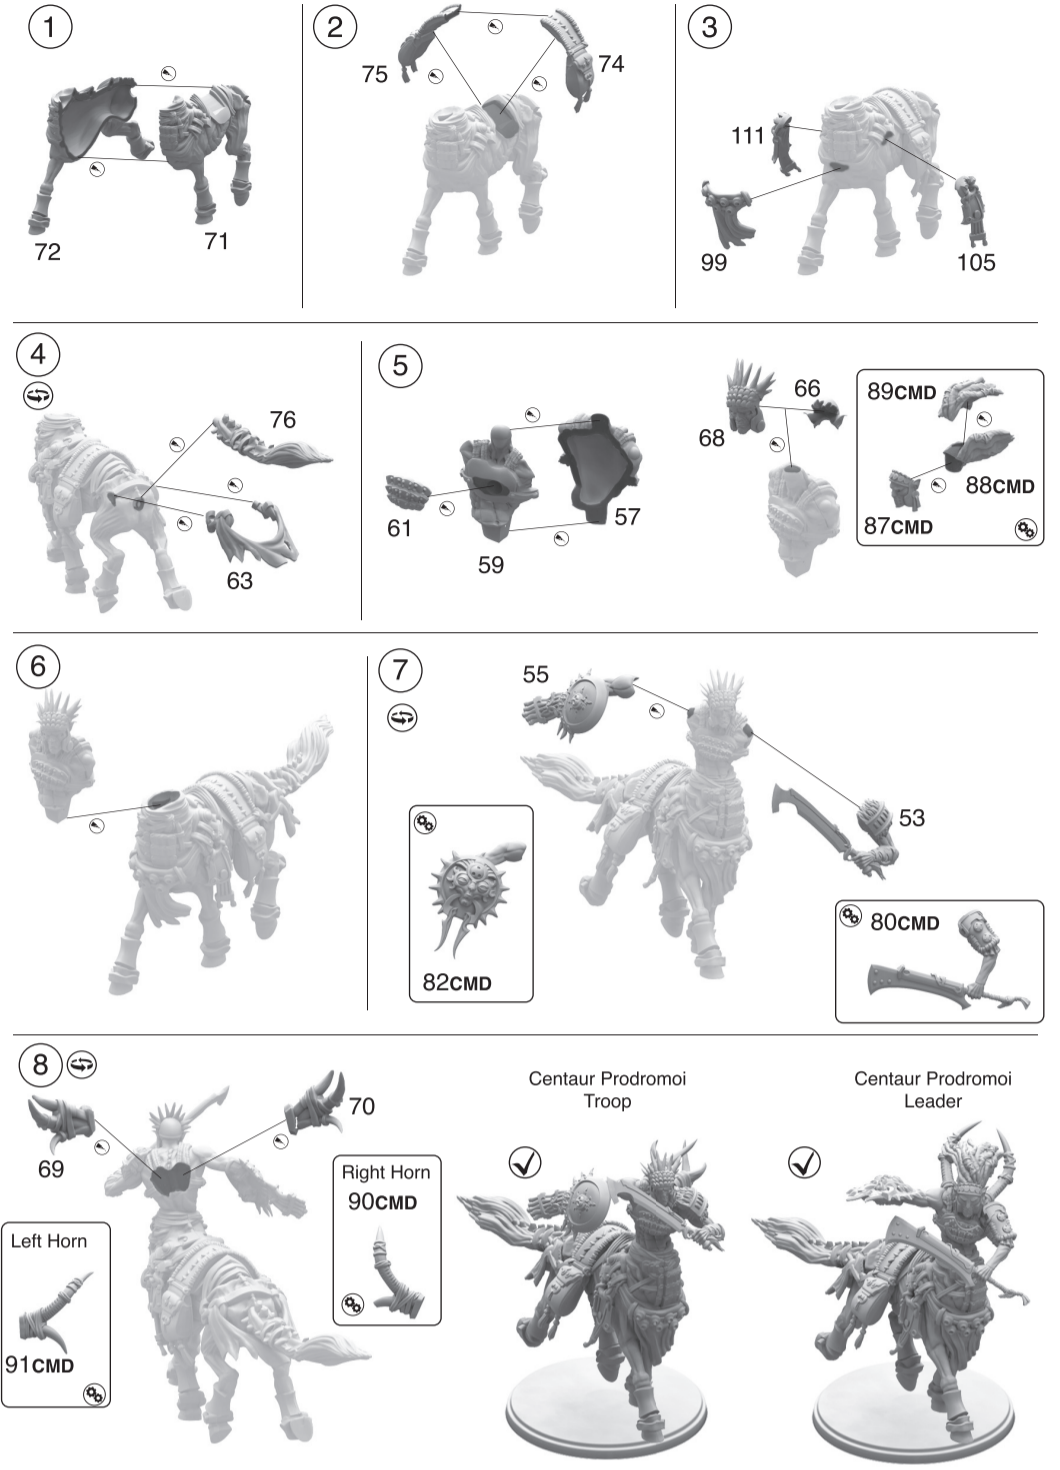 1
72
71
2
75
74
3
111
99
105
4
76
63
5
61
59
57
68
66
89CMD
88CMD
87CMD
6
7
55
53
82CMD
80CMD
8
69
70
Left Horn
91CMD
Right Horn
90CMD
Centaur Prodromoi
Troop
Centaur Prodromoi
Leader